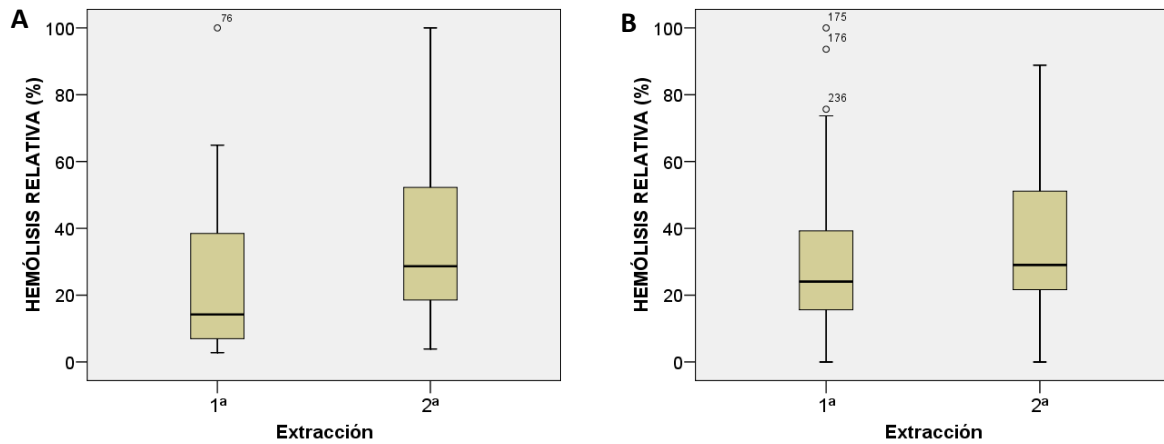 A
HEMÓLISIS RELATIVA (%)
100
80
60
40
20
0
76
1ª
2ª
Extracción
B
HEMÓLISIS RELATIVA (%)
100
80
60
40
20
0
175
176
236
1ª
2ª
Extracción